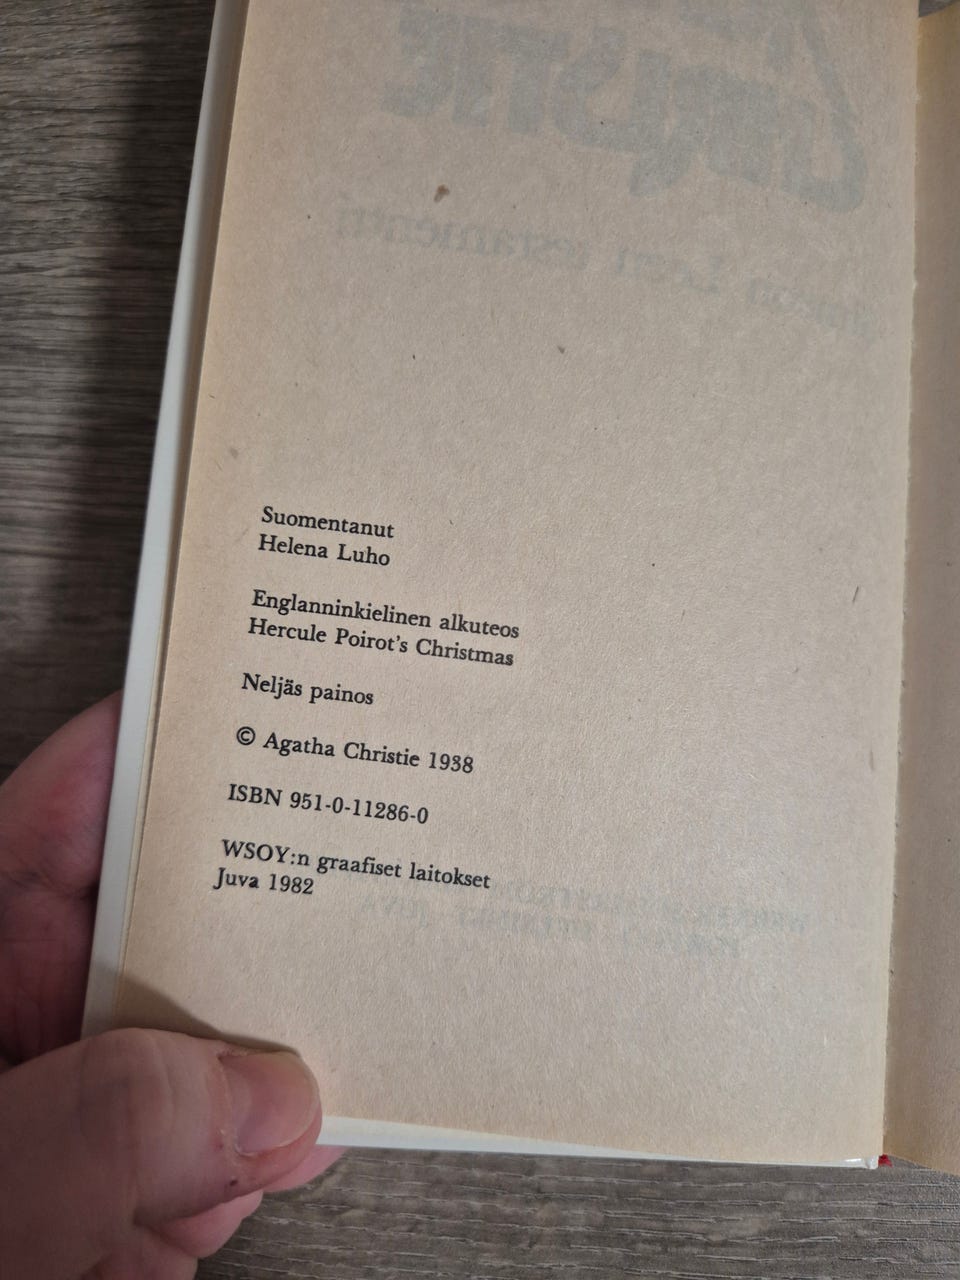 Suomentanut
Helena Luho
Englanninkielinen alkuteos
Hercule Poirot's Christmas
Neljäs painos
© Agatha Christie 1938
ISBN 951-0-11286-0
WSOY:n graafiset laitokset
Juva 1982